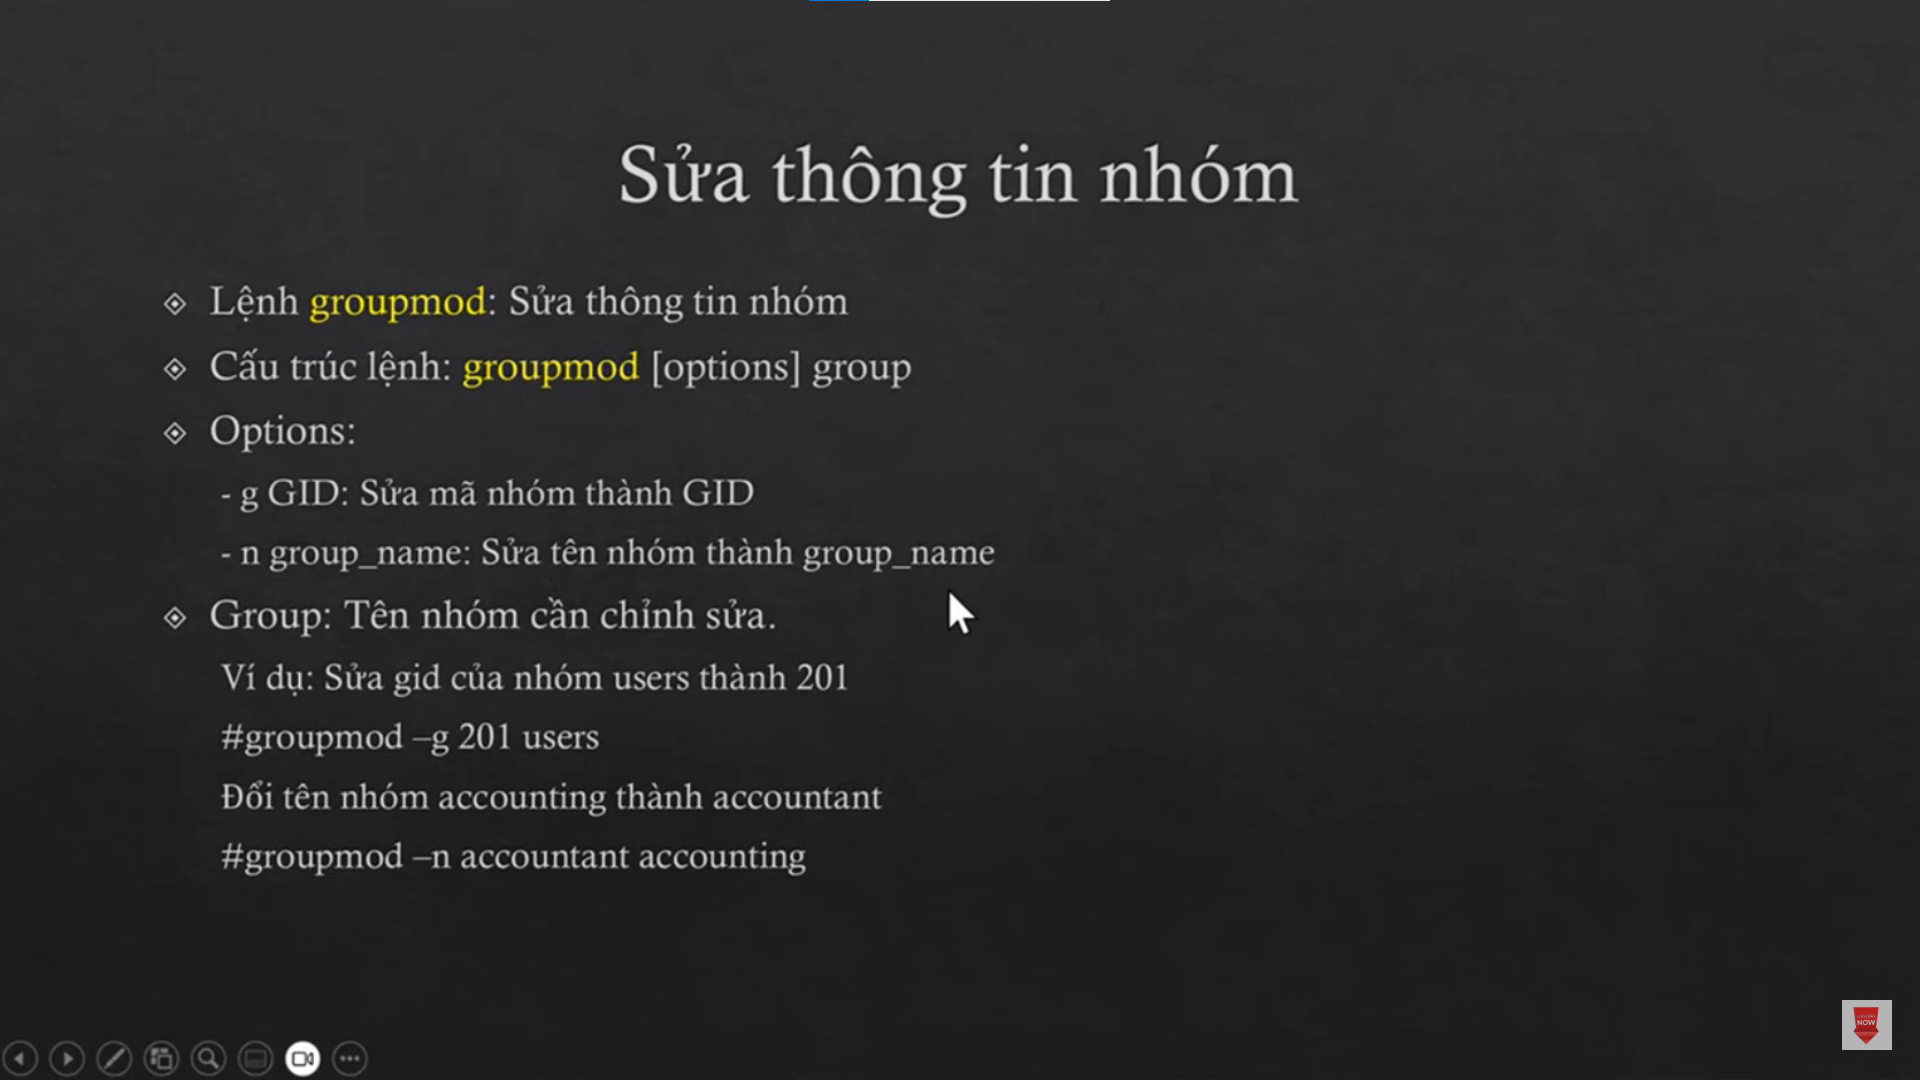 Sửa thông tin nhóm
Lệnh groupmod: Sửa thông tin nhóm
Cấu trúc lệnh: groupmod [options] group
Options:
- g GID: Sửa mã nhóm thành GID
- n group_name: Sửa tên nhóm thành group_name
Group: Tên nhóm cần chỉnh sửa.
Ví dụ: Sửa gid của nhóm users thành 201
#groupmod –g 201 users
Đổi tên nhóm accounting thành accountant
#groupmod –n accountant accounting
NOW